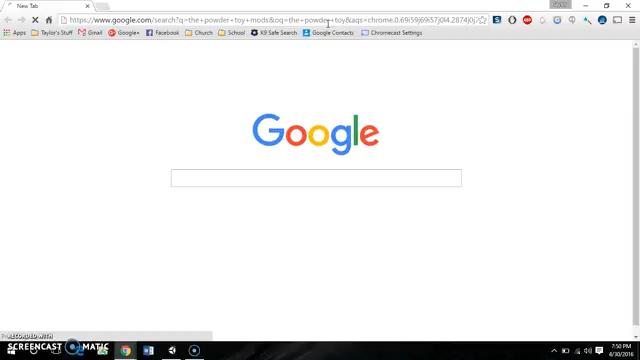 New Tab
https://www.google.com/search?q=the+powder+toy+mods&oq=the+powder+toy&aqs=chrome.0.69i59j69i57j0l4.2874j0j7
Apps Taylor's Stuff Gmail Google+ Facebook Church School K9 Safe Search Google Contacts Chromecast Settings
Google
RECORDED WITH
SCREENCAST MATIC
7:50 PM
4/30/2016